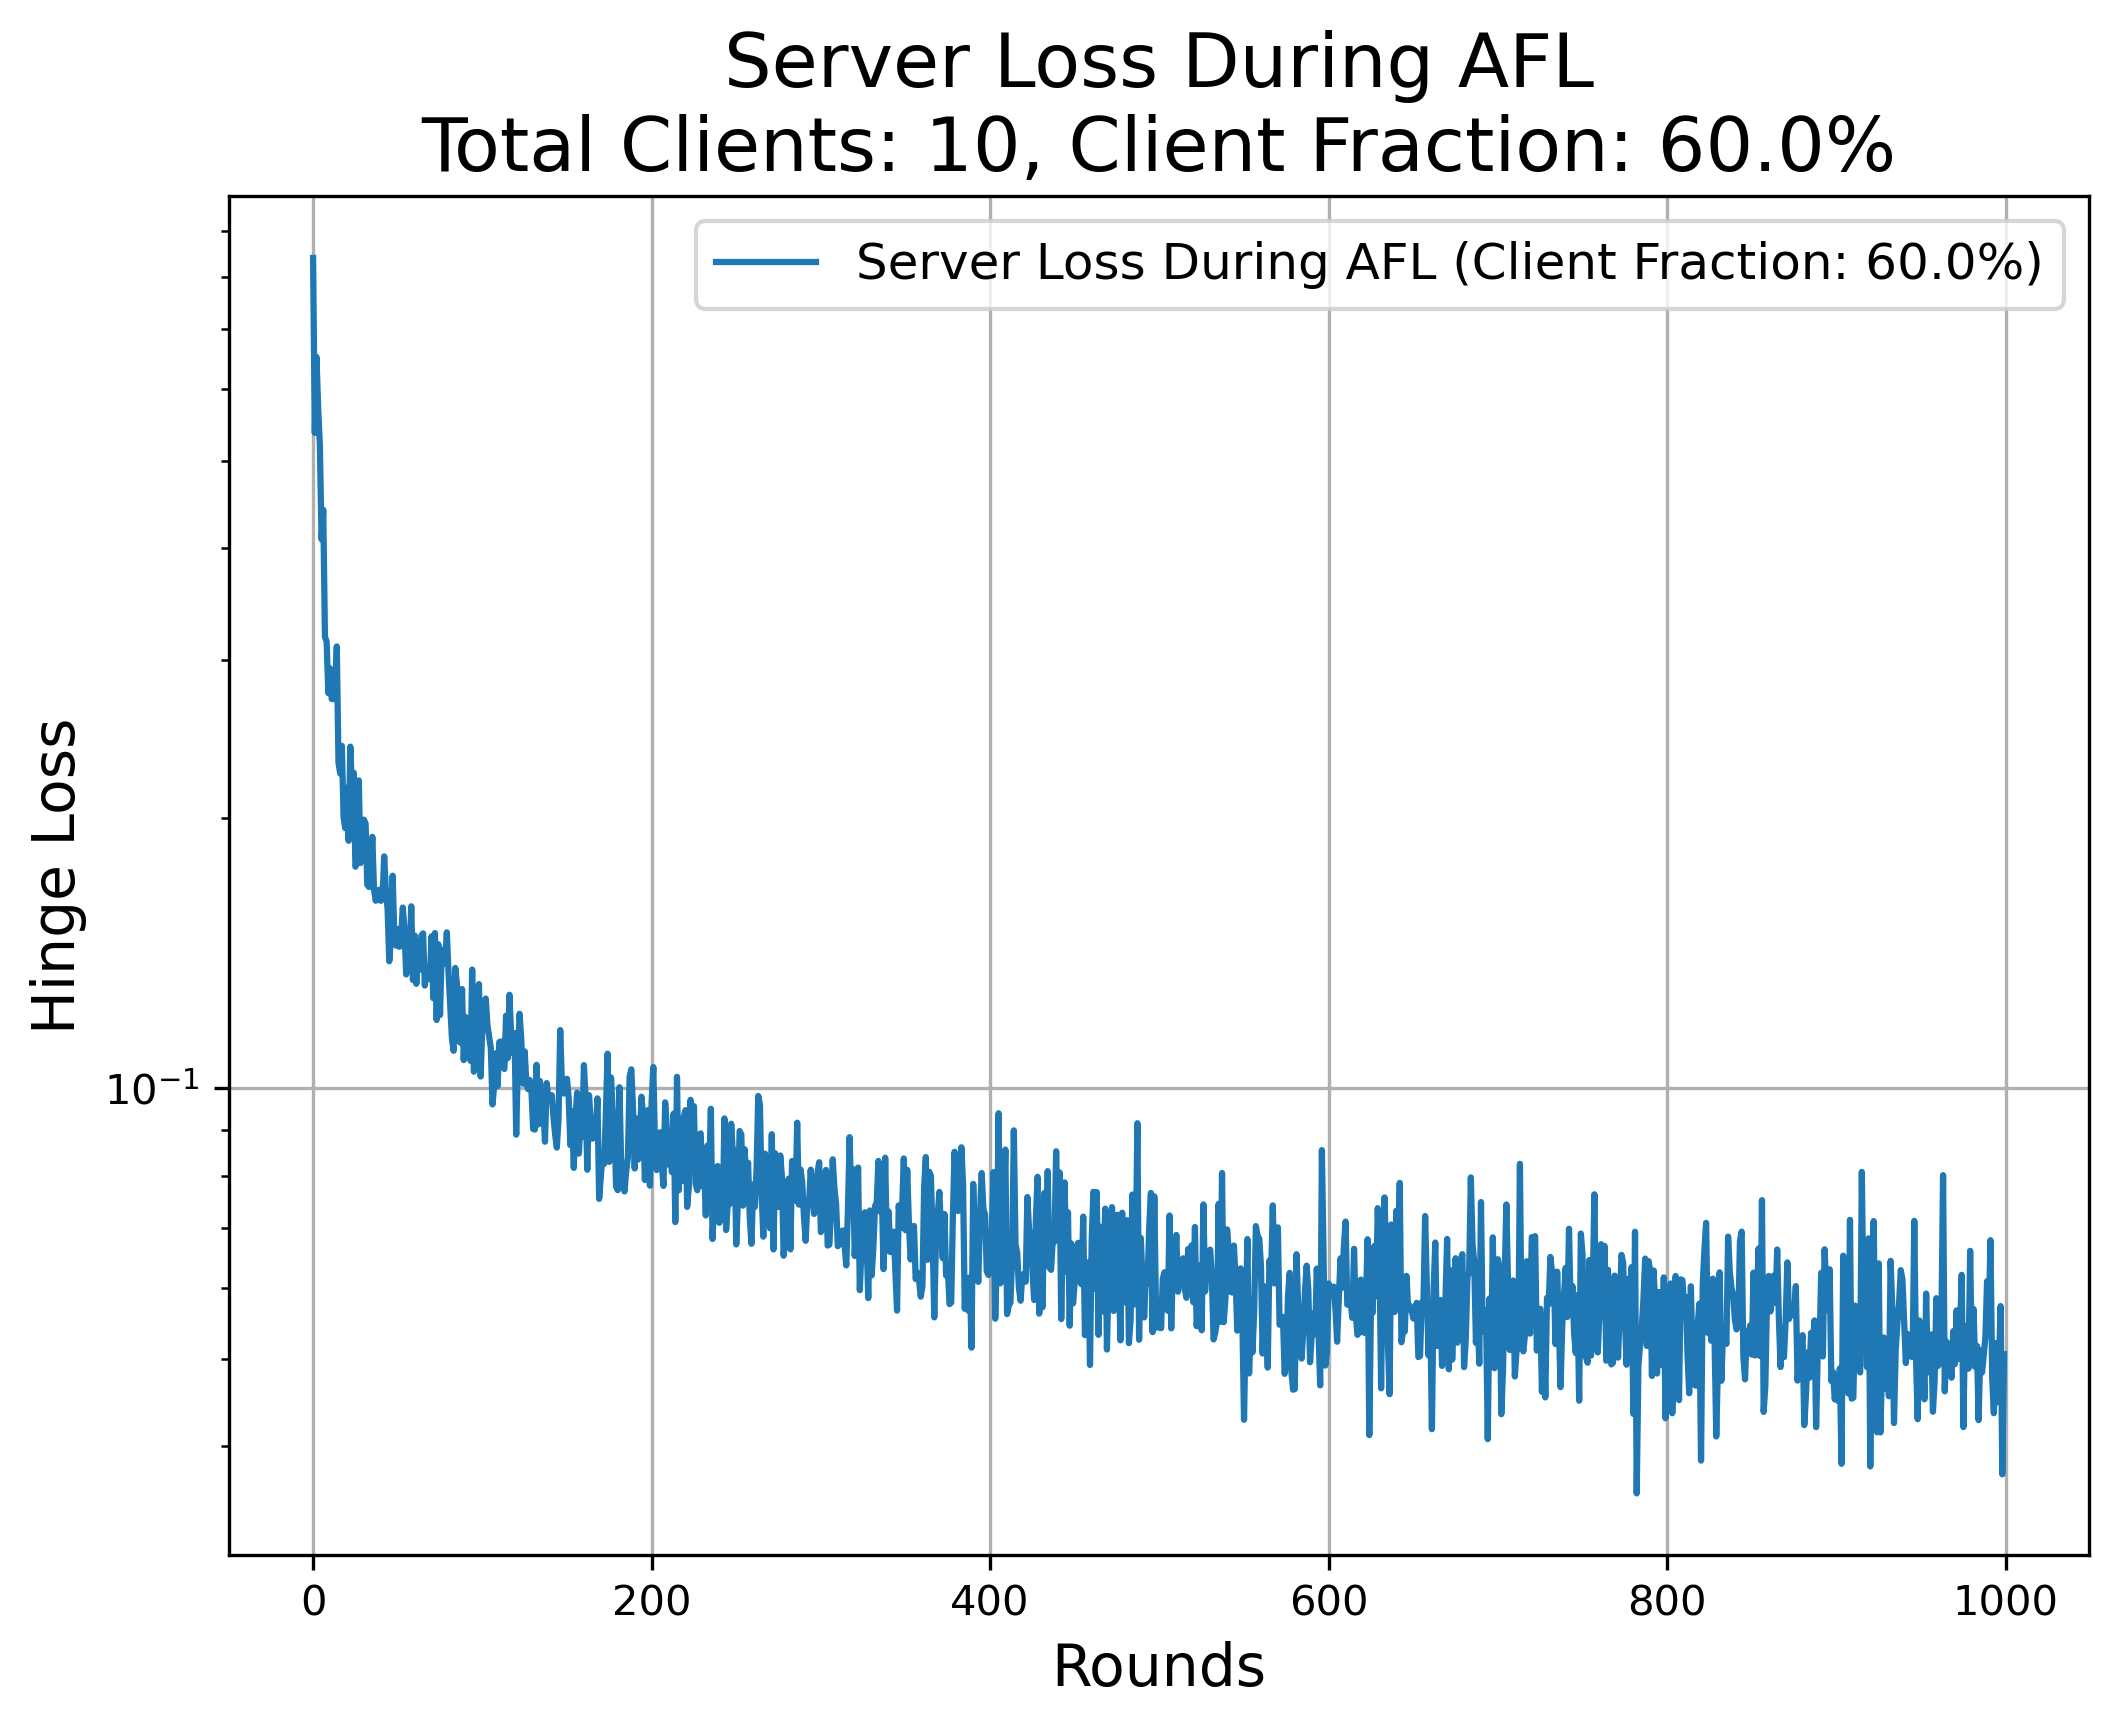 Server Loss During AFL
Total Clients: 10, Client Fraction: 60.0%
Server Loss During AFL (Client Fraction: 60.0%)
Hinge Loss
10⁻¹
0 200 400 600 800 1000
Rounds